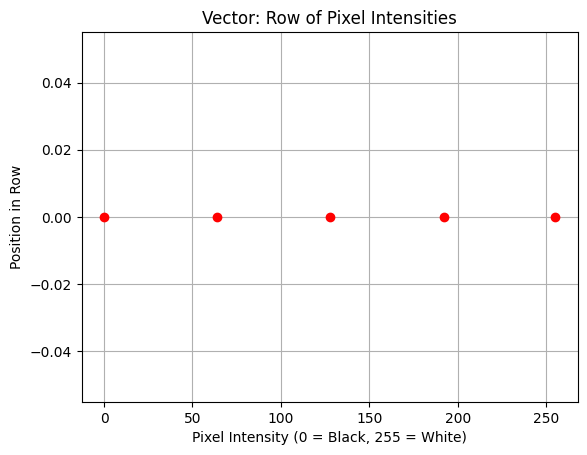 Vector: Row of Pixel Intensities
0.04
0.02
0.00
−0.02
−0.04
Position in Row
0 50 100 150 200 250
Pixel Intensity (0 = Black, 255 = White)